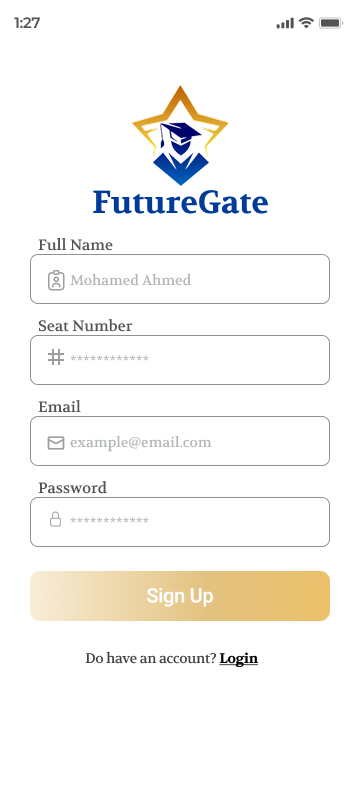 1:27
FutureGate
Full Name
Mohamed Ahmed
Seat Number
************
Email
example@email.com
Password
************
Sign Up
Do have an account? Login